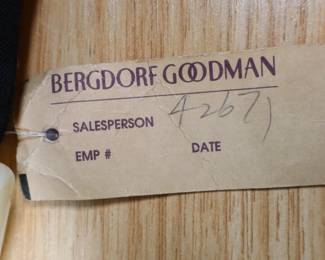 BERGDORF GOODMAN
SALESPERSON 42671
EMP # DATE